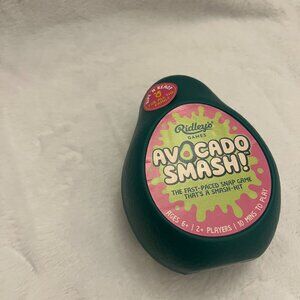 Ridley's
GAMES
AVOCADO
SMASH!
THE FAST-PACED SNAP GAME
THAT'S A SMASH-HIT
AGES 6+ | 2+ PLAYERS | 10 MINS TO PLAY